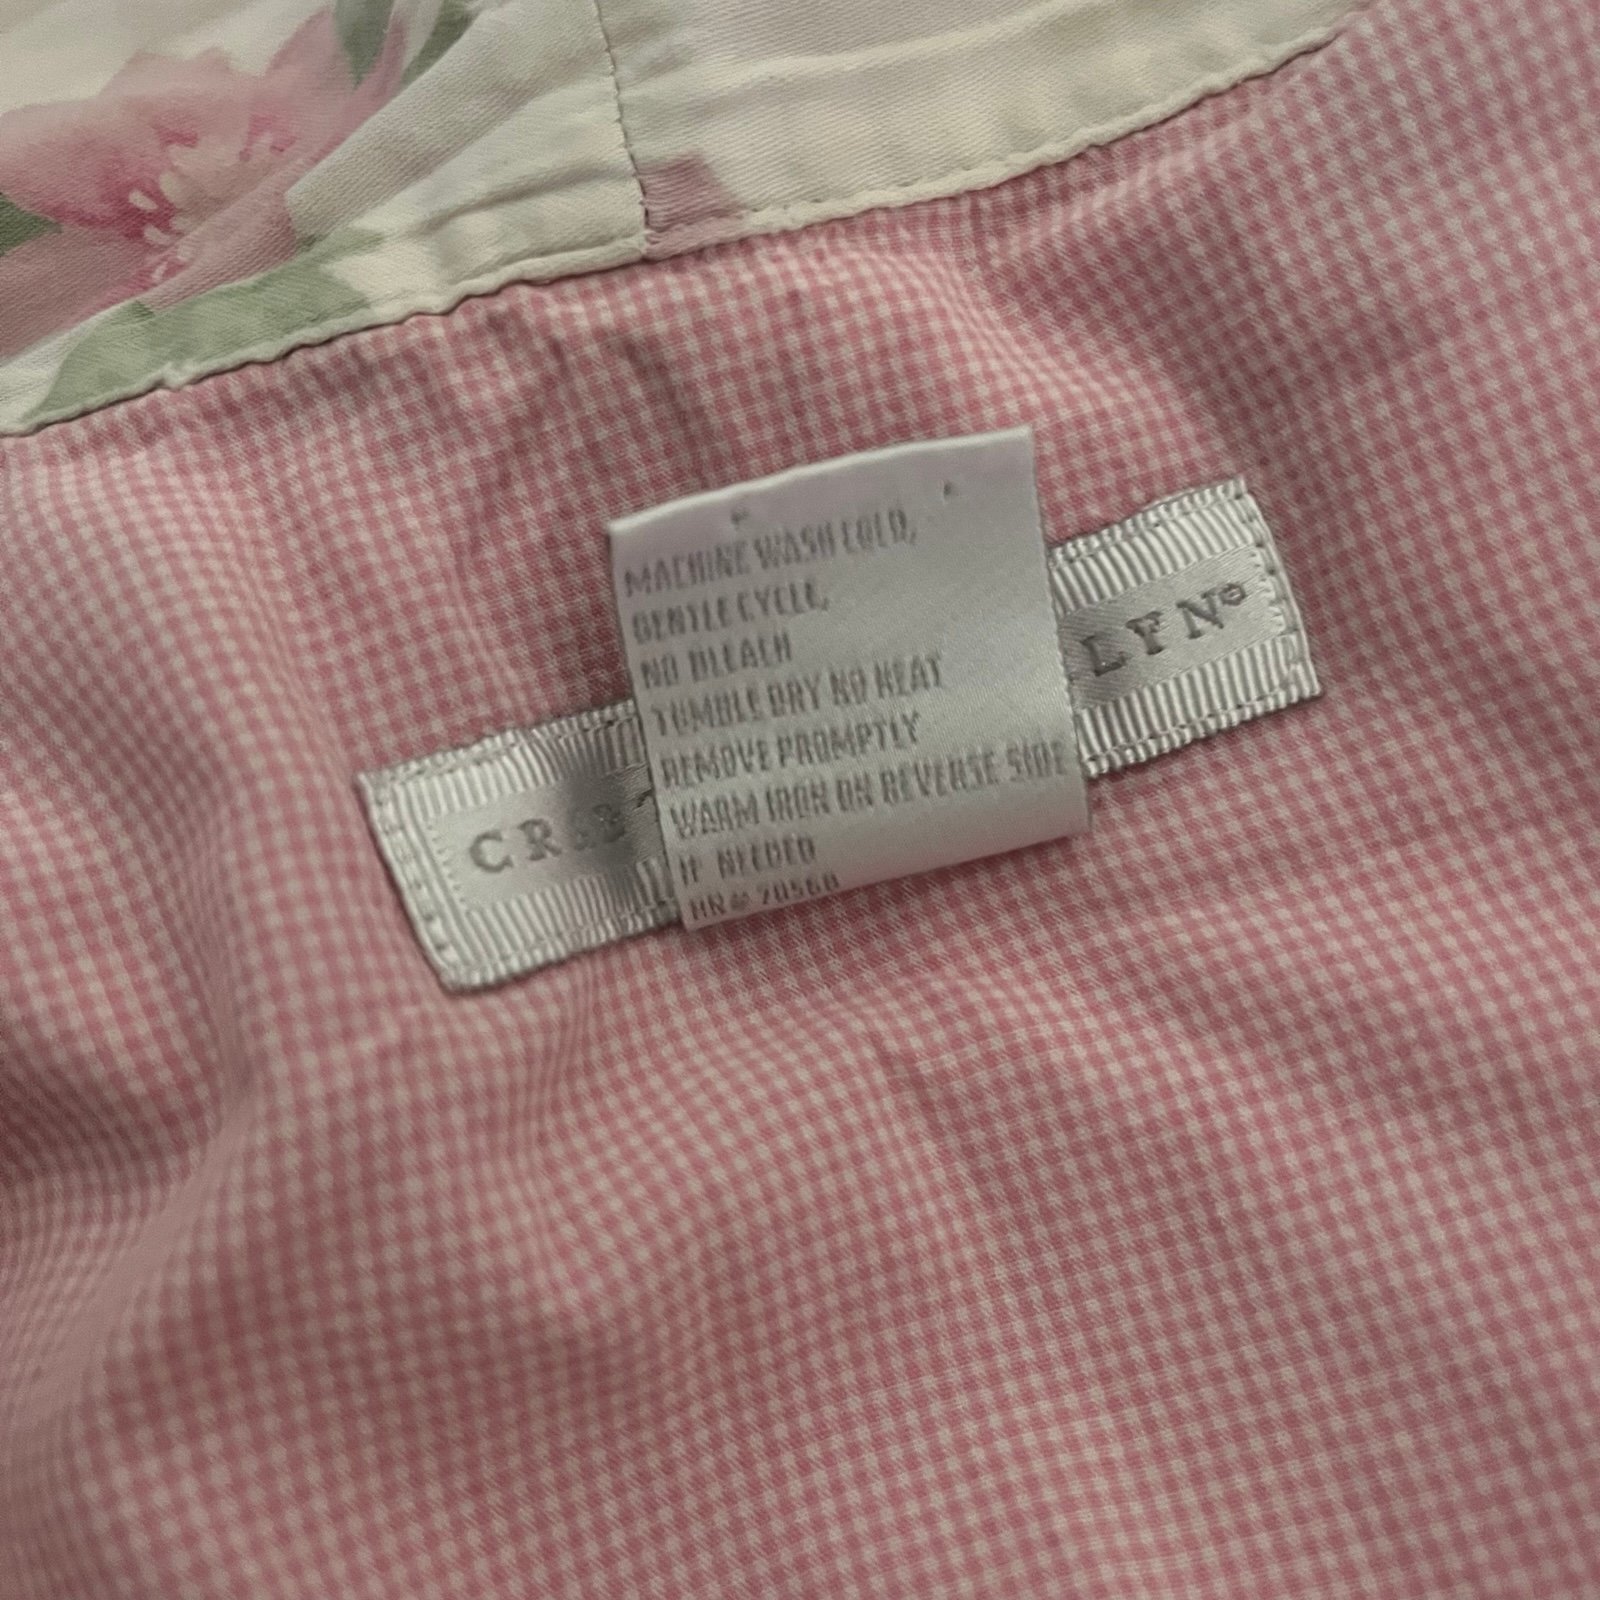 MACHINE WASH COLD,
GENTLE CYCLE,
NO BLEACH
TUMBLE DRY NO HEAT
REMOVE PROMPTLY
WARM IRON ON REVERSE SIDE
IF NEEDED
CRAB LYN®